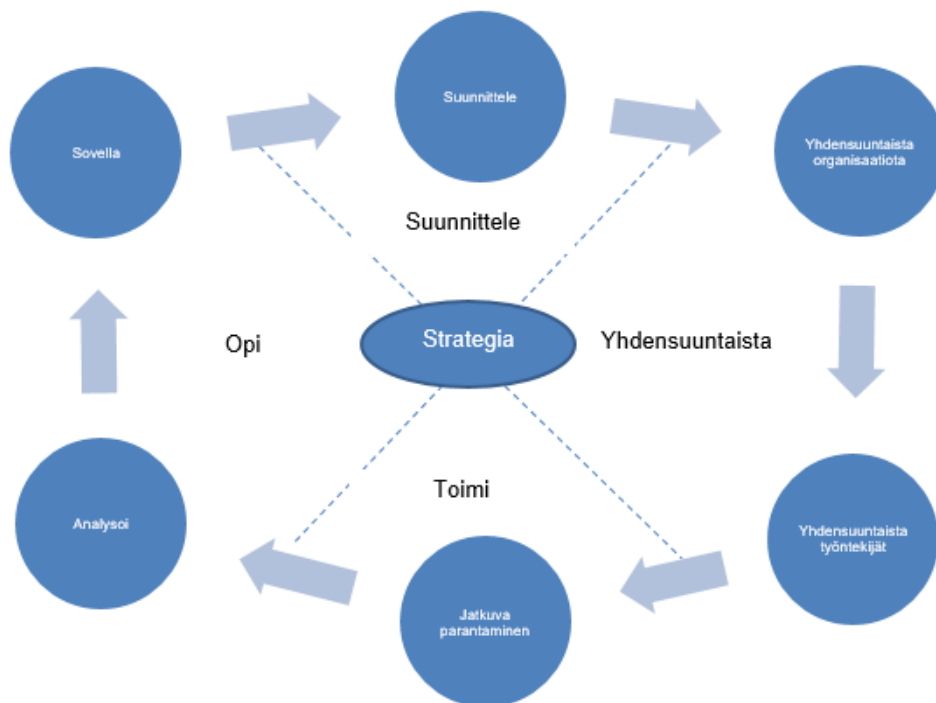 Suunnittele
Sovella
Yhdensuuntaista
organisaatiota
Suunnittele
Strategia
Opi
Yhdensuuntaista
Toimi
Analysoi
Yhdensuuntaista
työntekijät
Jatkuva
parantaminen